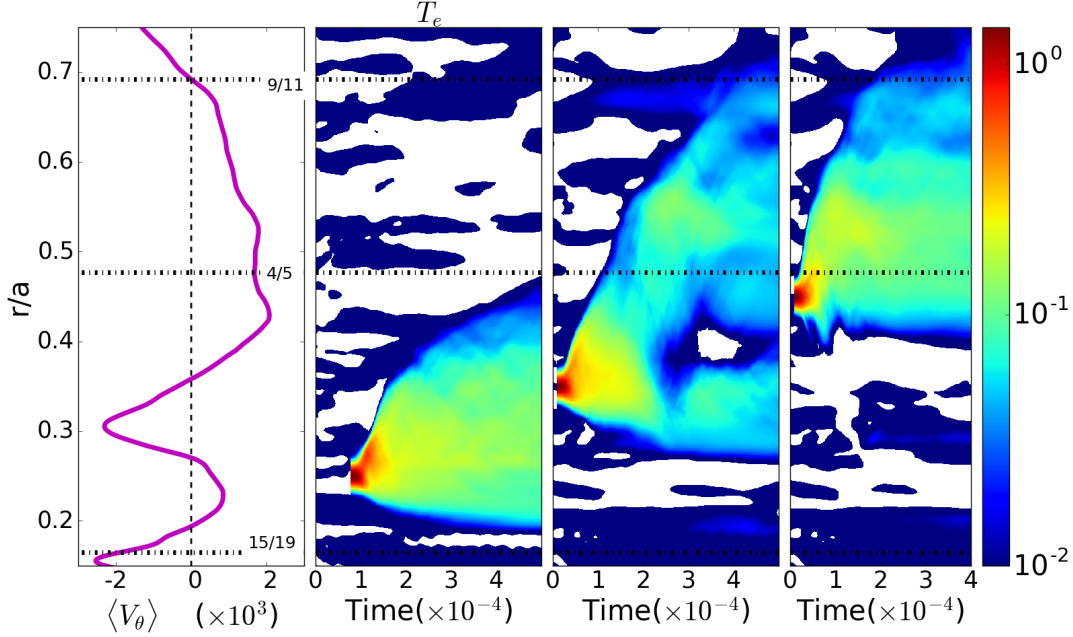 T_e
r/a
0.7
0.6
0.5
0.4
0.3
0.2
9/11
4/5
15/19
−2 0 2
⟨V_θ⟩ (×10³)
0 2 4
Time(×10⁻⁴)
0 1 2 3 4 5
Time(×10⁻⁴)
0 1 2 3 4
Time(×10⁻⁴)
10⁰
10⁻¹
10⁻²